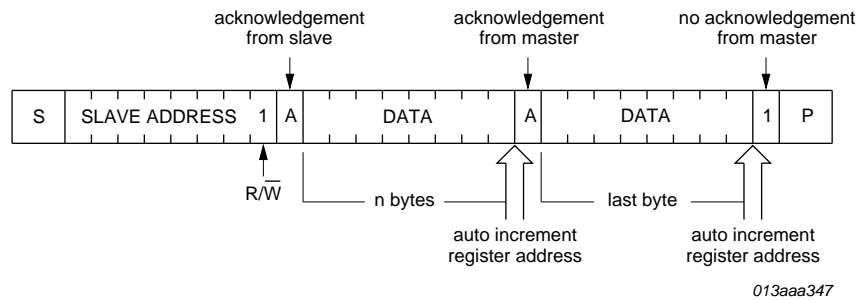 acknowledgement from slave
acknowledgement from master
no acknowledgement from master
S SLAVE ADDRESS 1 A DATA A DATA 1 P
R/W̅
n bytes
last byte
auto increment register address
auto increment register address
013aaa347